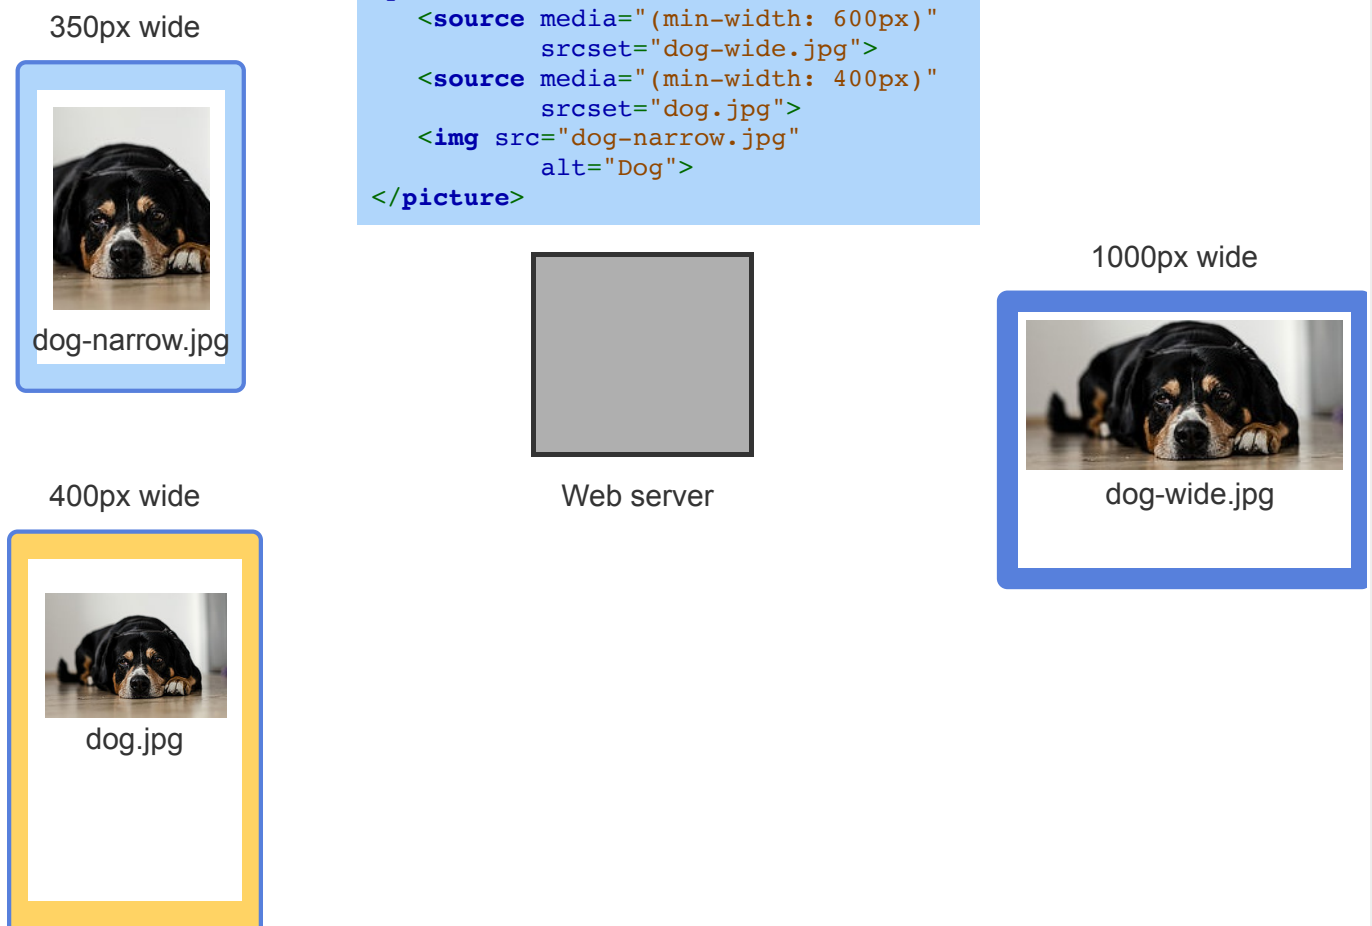 350px wide
dog-narrow.jpg
400px wide
dog.jpg
<source media="(min-width: 600px)"
srcset="dog-wide.jpg">
<source media="(min-width: 400px)"
srcset="dog.jpg">
<img src="dog-narrow.jpg"
alt="Dog">
</picture>
Web server
1000px wide
dog-wide.jpg